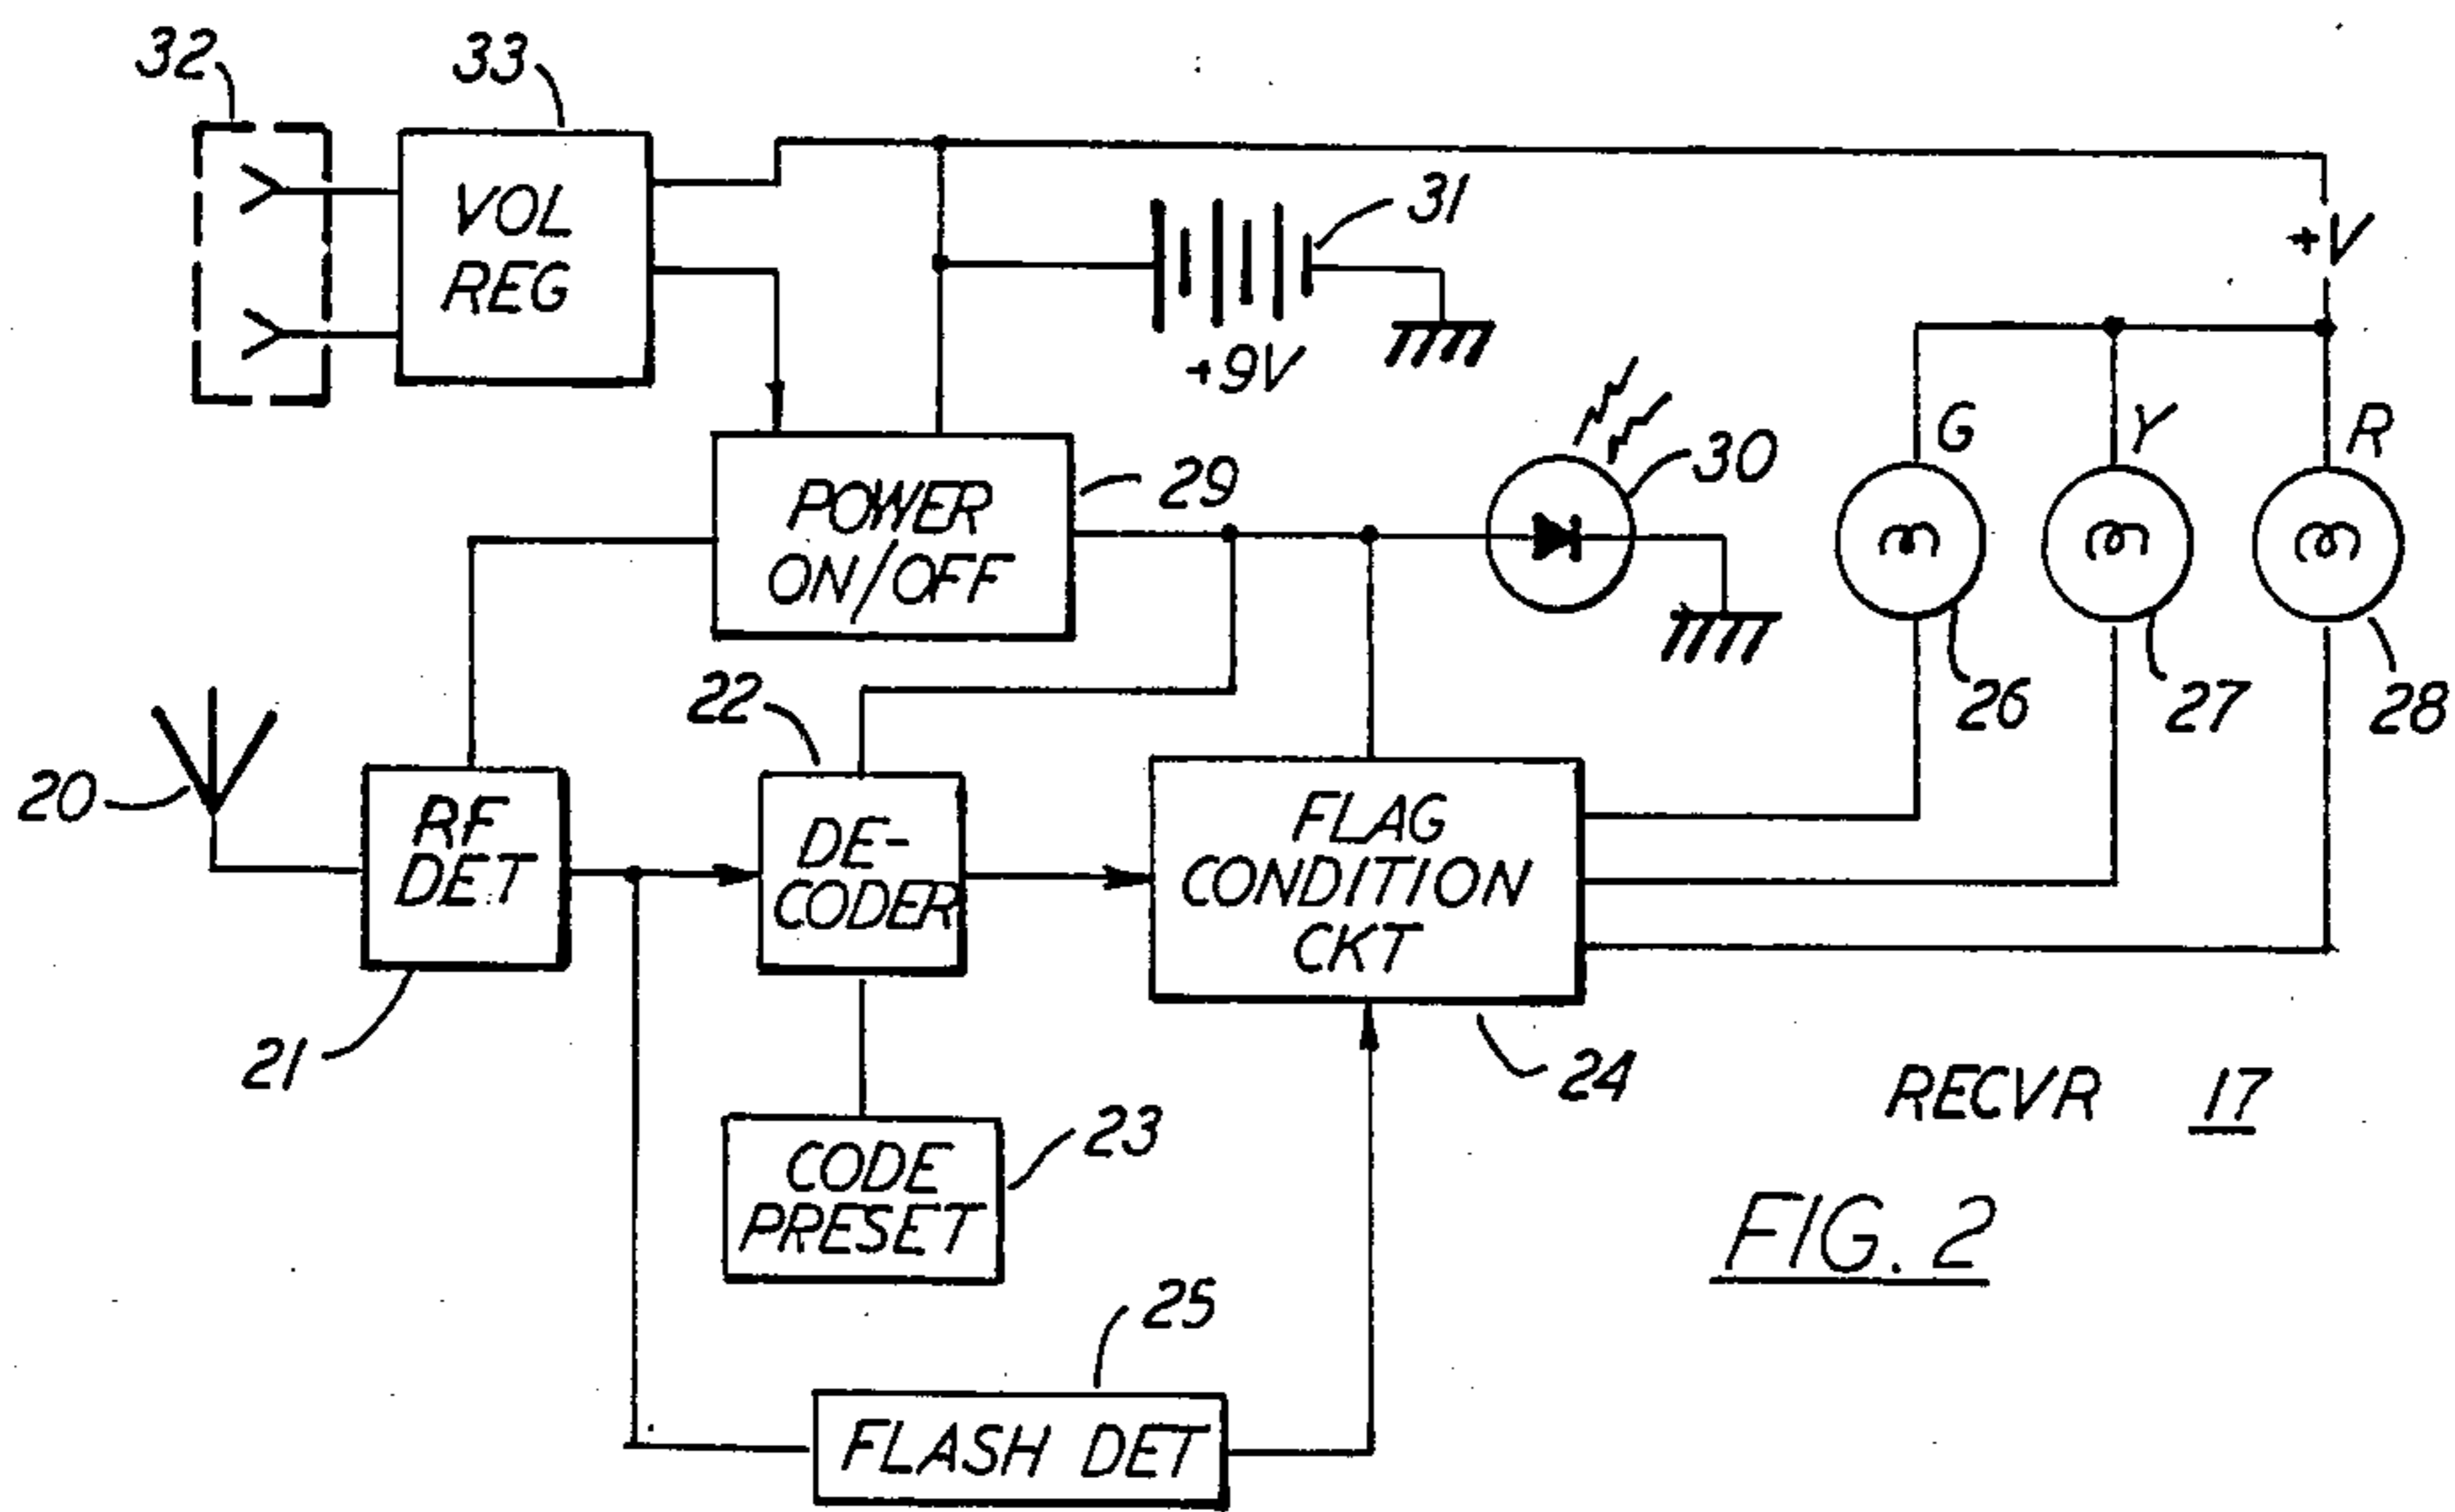 32
33
VOL
REG
31
+9V
+V
G
Y
R
POWER
ON/OFF
29
30
26
27
28
22
20
RF
DET
21
DE-
CODER
FLAG
CONDITION
CKT
24
CODE
PRESET
23
25
FLASH DET
RECVR 17
FIG. 2